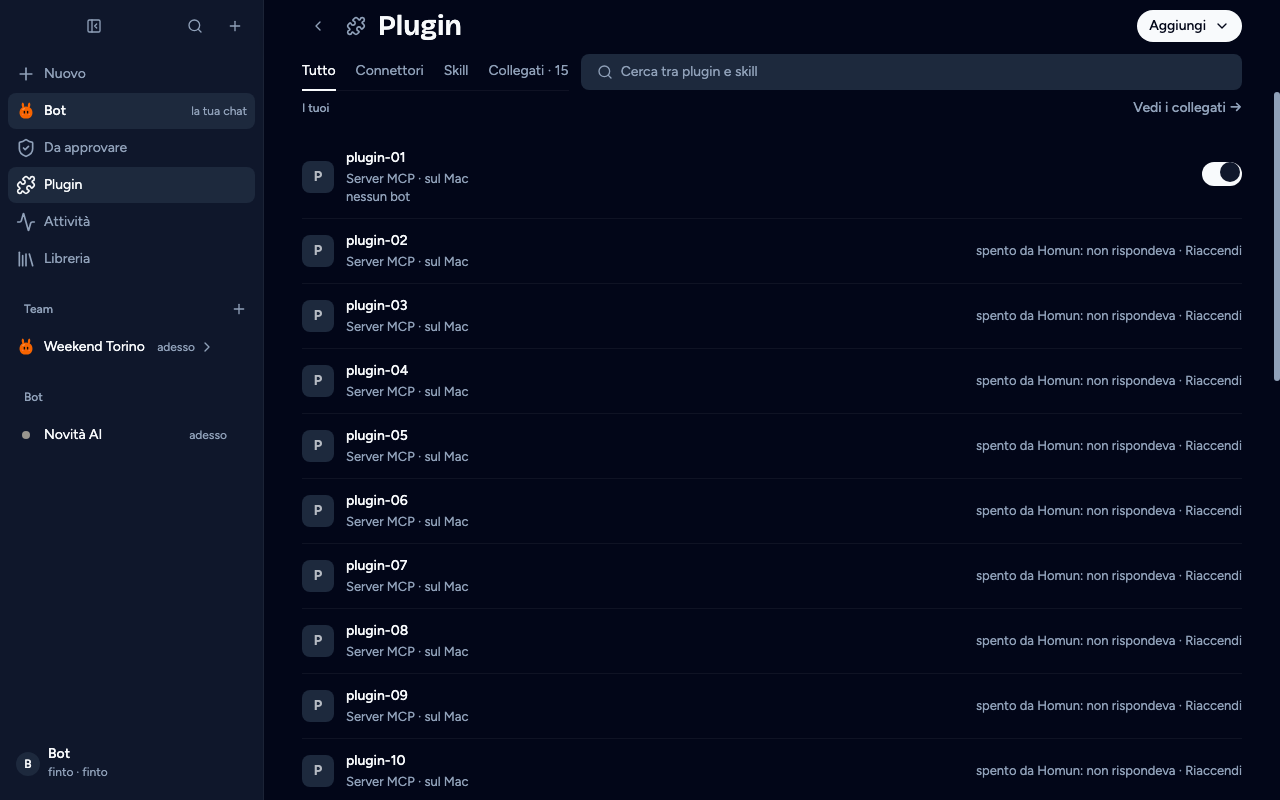 Plugin
Aggiungi
Nuovo
Bot la tua chat
Da approvare
Plugin
Attività
Libreria
Team
Weekend Torino adesso
Bot
Novità AI adesso
B
Bot
finto · finto
Tutto Connettori Skill Collegati · 15
Cerca tra plugin e skill
I tuoi
Vedi i collegati →
P
plugin-01
Server MCP · sul Mac
nessun bot
P
plugin-02
Server MCP · sul Mac
spento da Homun: non rispondeva · Riaccendi
P
plugin-03
Server MCP · sul Mac
spento da Homun: non rispondeva · Riaccendi
P
plugin-04
Server MCP · sul Mac
spento da Homun: non rispondeva · Riaccendi
P
plugin-05
Server MCP · sul Mac
spento da Homun: non rispondeva · Riaccendi
P
plugin-06
Server MCP · sul Mac
spento da Homun: non rispondeva · Riaccendi
P
plugin-07
Server MCP · sul Mac
spento da Homun: non rispondeva · Riaccendi
P
plugin-08
Server MCP · sul Mac
spento da Homun: non rispondeva · Riaccendi
P
plugin-09
Server MCP · sul Mac
spento da Homun: non rispondeva · Riaccendi
P
plugin-10
Server MCP · sul Mac
spento da Homun: non rispondeva · Riaccendi